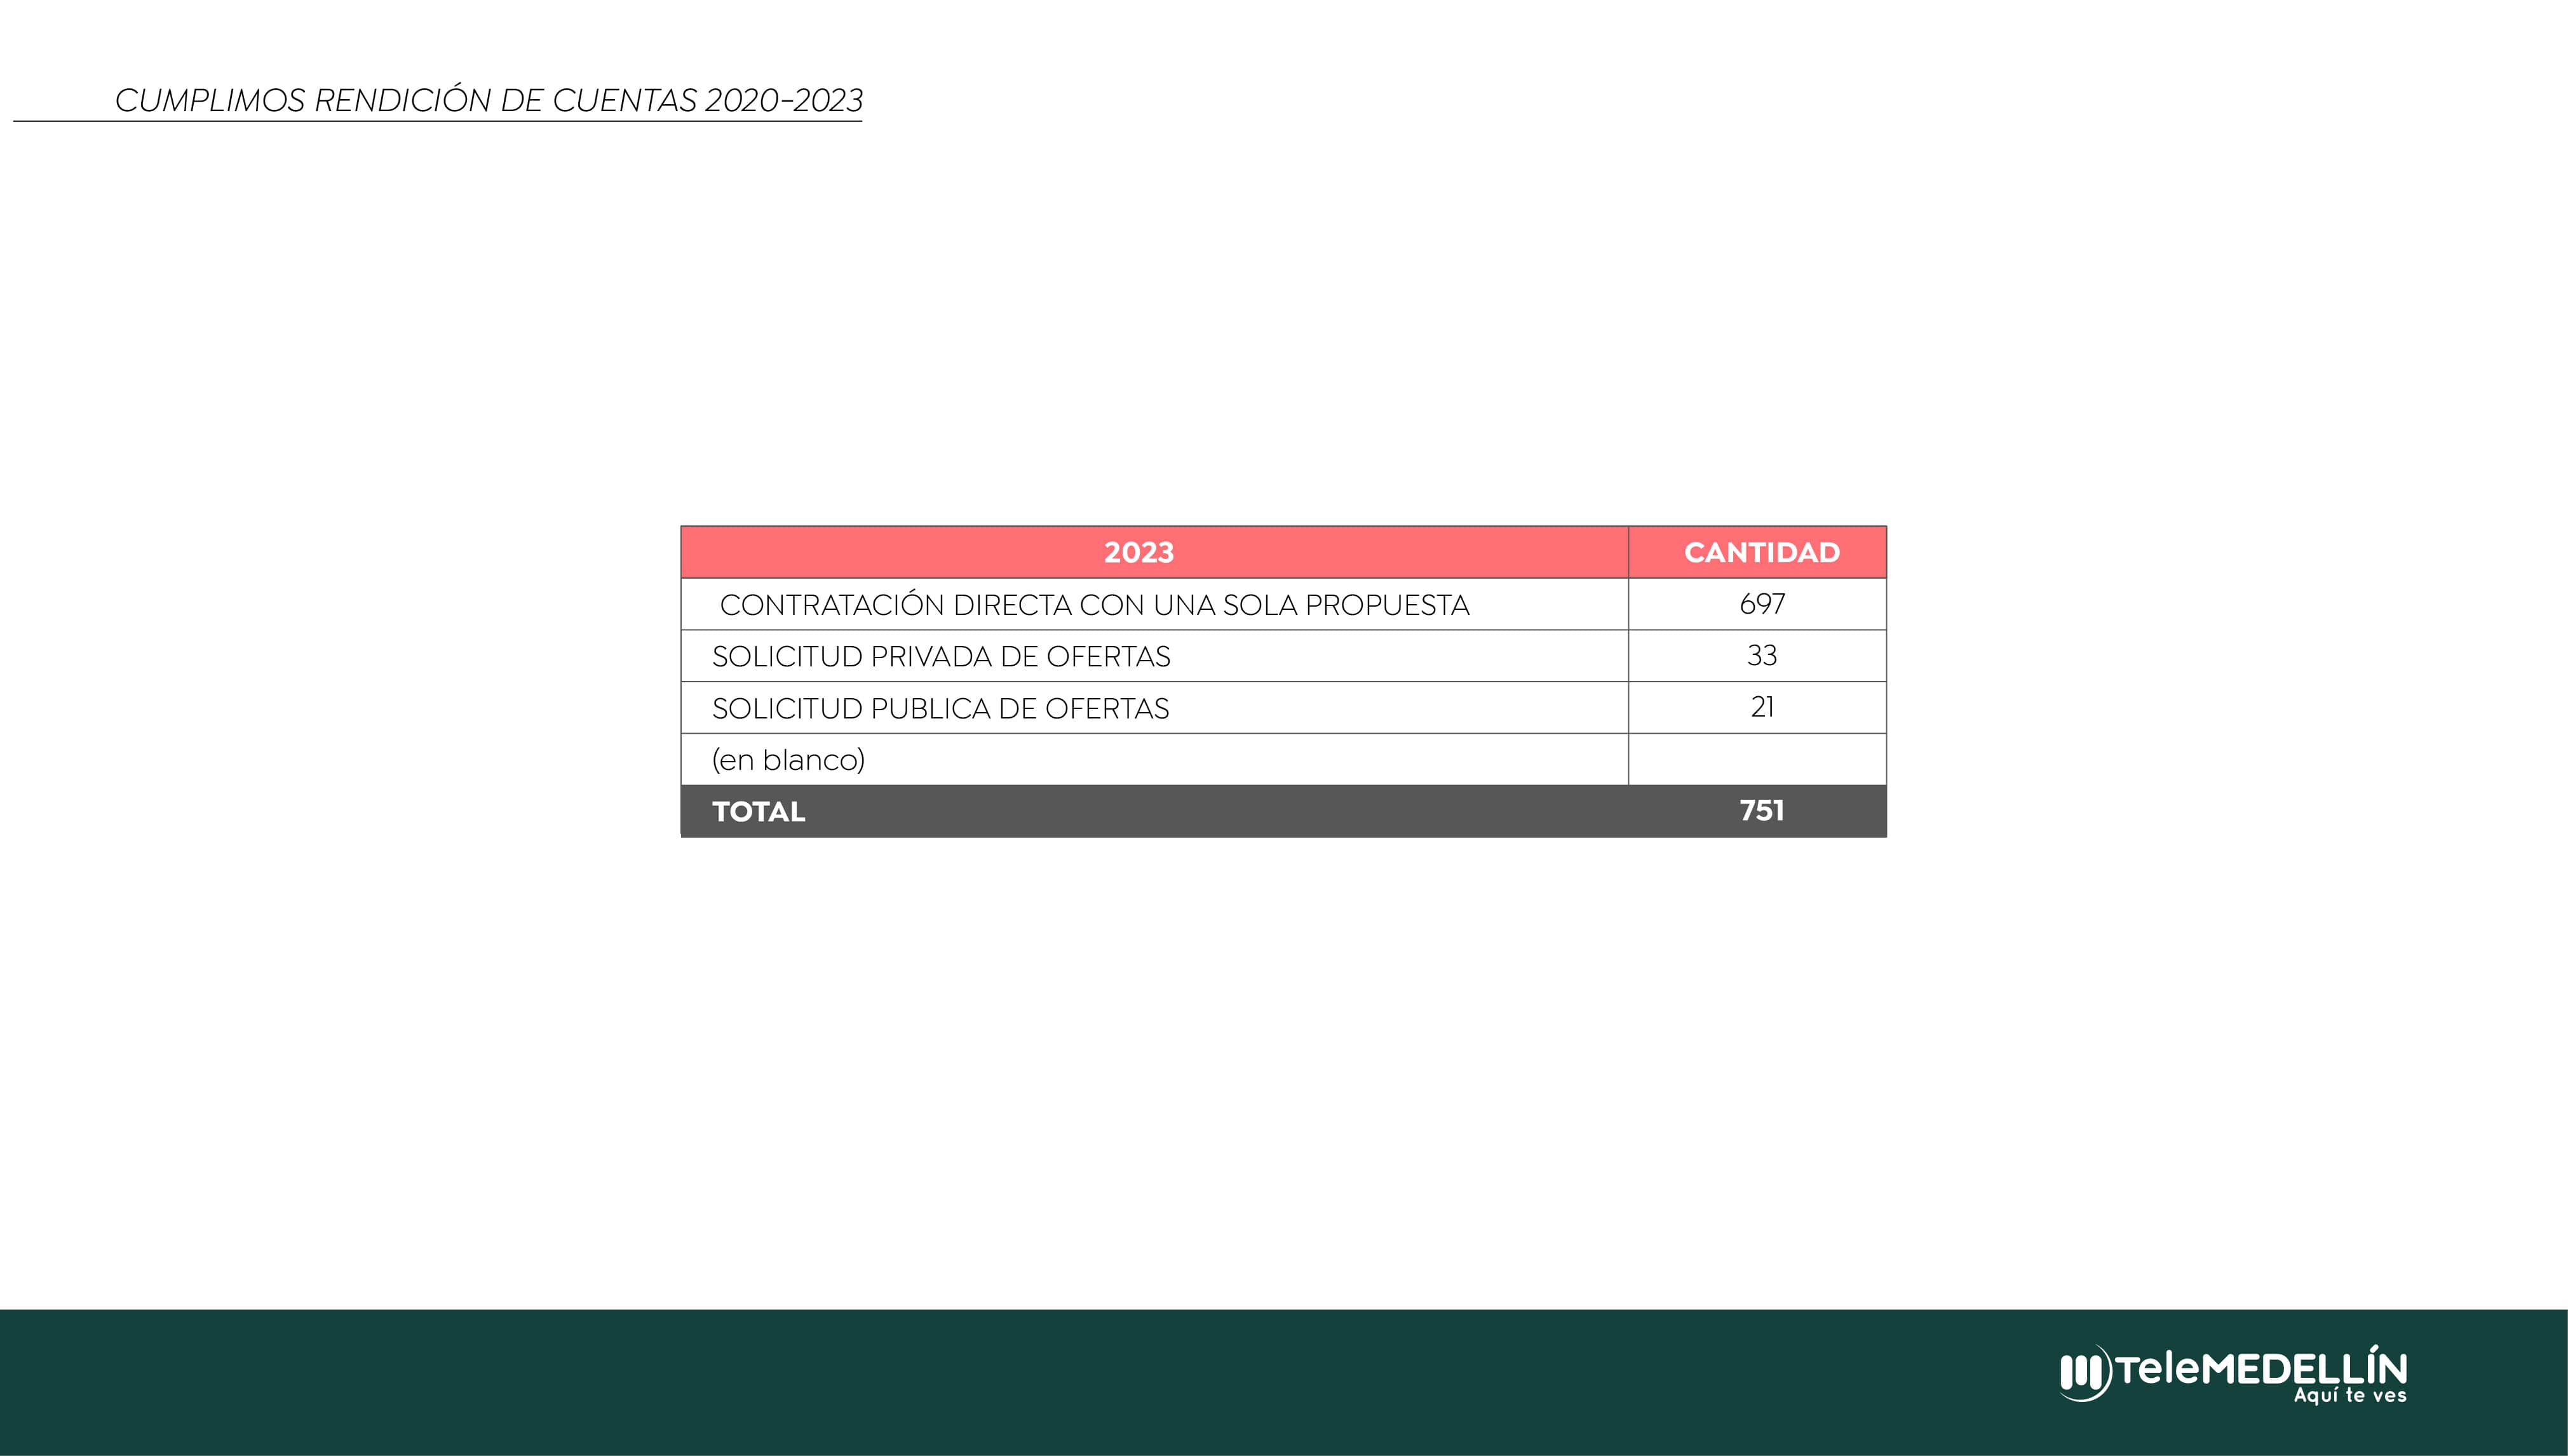 CUMPLIMOS RENDICIÓN DE CUENTAS 2020-2023
2023 CANTIDAD
CONTRATACIÓN DIRECTA CON UNA SOLA PROPUESTA 697
SOLICITUD PRIVADA DE OFERTAS 33
SOLICITUD PUBLICA DE OFERTAS 21
(en blanco)
TOTAL 751
TeleMEDELLÍN
Aquí te ves